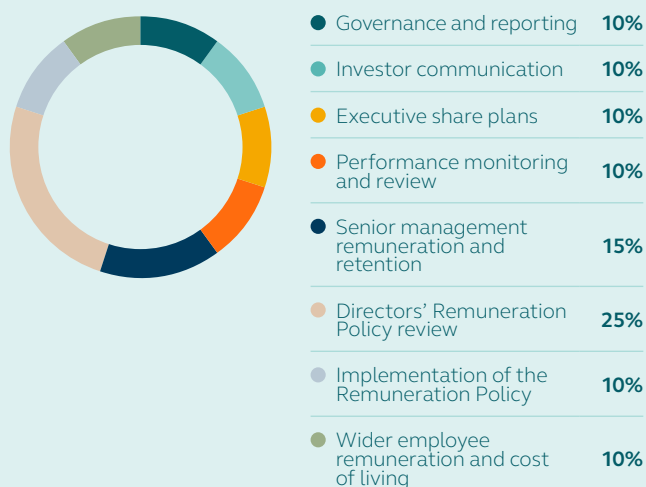 Governance and reporting 10%
Investor communication 10%
Executive share plans 10%
Performance monitoring
and review 10%
Senior management
remuneration and 15%
retention
Directors’ Remuneration
Policy review 25%
Implementation of the
Remuneration Policy 10%
Wider employee
remuneration and cost 10%
of living